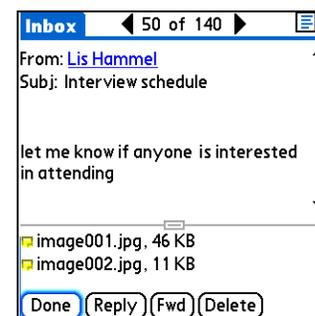 Inbox
50 of 140
From: Lis Hammel
Subj: Interview schedule
let me know if anyone is interested
in attending
image001.jpg, 46 KB
image002.jpg, 11 KB
Done Reply Fwd Delete